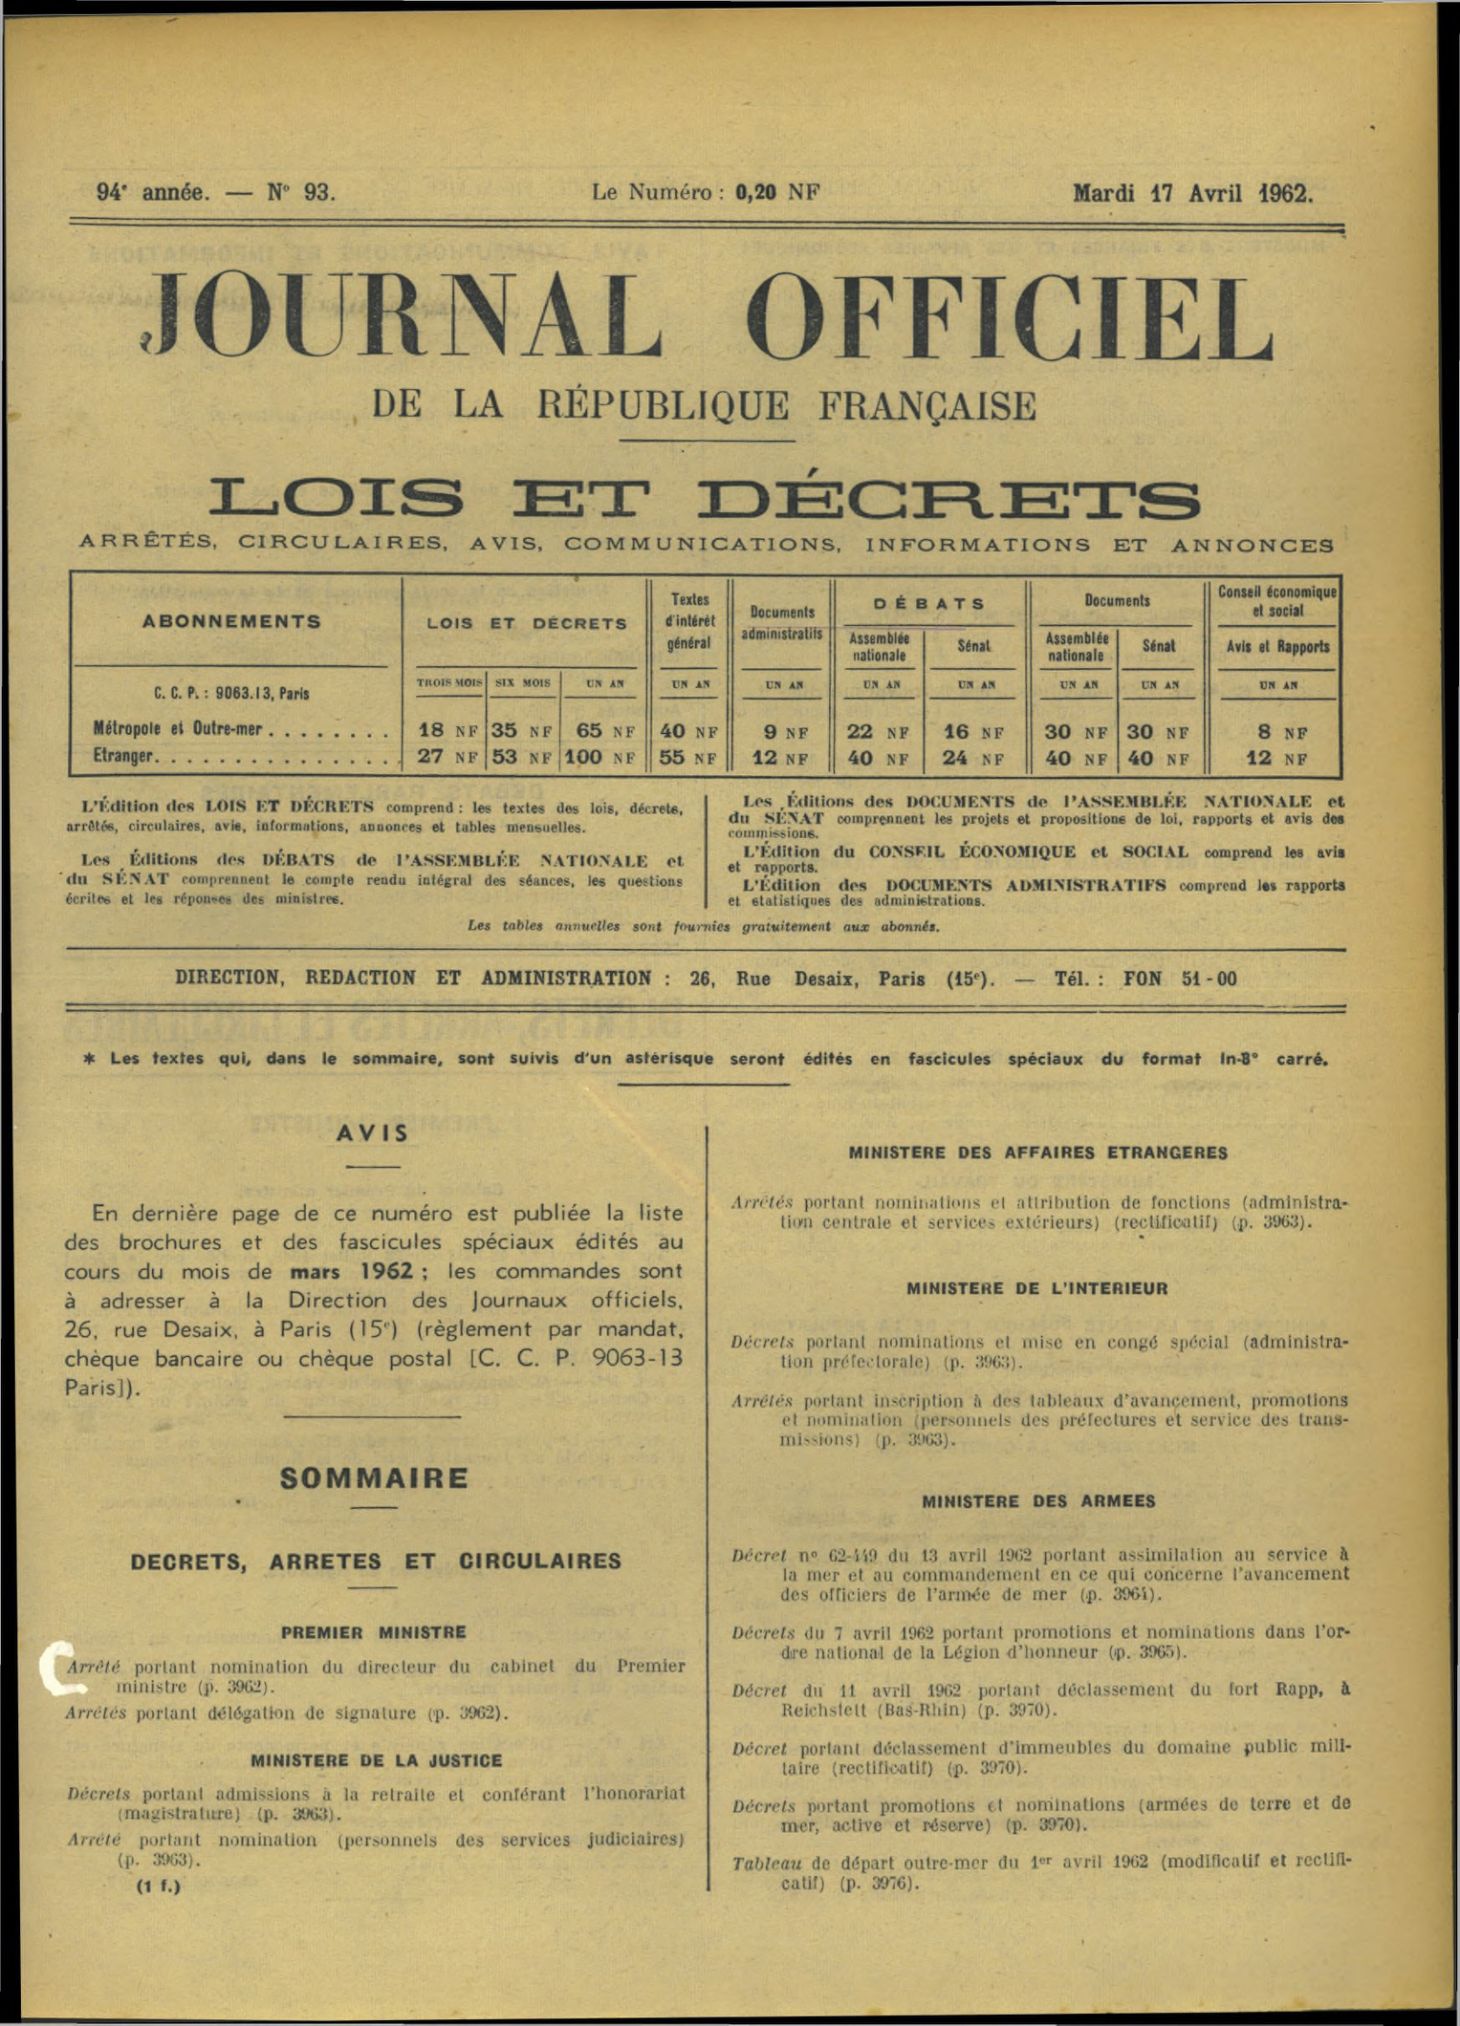 94e année. — N° 93.
Le Numéro : 0,20 NF
Mardi 17 Avril 1962.
JOURNAL OFFICIEL
DE LA RÉPUBLIQUE FRANÇAISE
LOIS ET DÉCRETS
ARRÊTÉS, CIRCULAIRES, AVIS, COMMUNICATIONS, INFORMATIONS ET ANNONCES
ABONNEMENTS | LOIS ET DÉCRETS | Textes d'intérêt général | Documents administratifs | DÉBATS | Documents | Conseil économique et social
Assemblée nationale | Sénat | Assemblée nationale | Sénat | Avis et Rapports
C. C. P. : 9063.13, Paris | TROIS MOIS | SIX MOIS | UN AN | UN AN | UN AN | UN AN | UN AN | UN AN | UN AN | UN AN
Métropole et Outre-mer........ 18 NF | 35 NF | 65 NF | 40 NF | 9 NF | 22 NF | 16 NF | 30 NF | 30 NF | 8 NF
Etranger............... 27 NF | 53 NF | 100 NF | 55 NF | 12 NF | 40 NF | 24 NF | 40 NF | 40 NF | 12 NF
L'Édition des LOIS ET DÉCRETS comprend : les textes des lois, décrets,
arrêtés, circulaires, avis, informations, annonces et tables mensuelles.
Les Éditions des DÉBATS de l'ASSEMBLÉE NATIONALE et
du SÉNAT comprennent le compte rendu intégral des séances, les questions
écrites et les réponses des ministres.
Les Éditions des DOCUMENTS de l'ASSEMBLÉE NATIONALE et
du SÉNAT comprennent les projets et propositions de loi, rapports et avis des
commissions.
L'Édition du CONSEIL ÉCONOMIQUE et SOCIAL comprend les avis
et rapports.
L'Édition des DOCUMENTS ADMINISTRATIFS comprend les rapports
et statistiques des administrations.
Les tables annuelles sont fournies gratuitement aux abonnés.
DIRECTION, REDACTION ET ADMINISTRATION : 26, Rue Desaix, Paris (15e). — Tél. : FON 51-00
* Les textes qui, dans le sommaire, sont suivis d'un astérisque seront édités en fascicules spéciaux du format in-8° carré.
AVIS
En dernière page de ce numéro est publiée la liste
des brochures et des fascicules spéciaux édités au
cours du mois de mars 1962 ; les commandes sont
à adresser à la Direction des Journaux officiels,
26, rue Desaix, à Paris (15e) (règlement par mandat,
chèque bancaire ou chèque postal [C. C. P. 9063-13
Paris]).
SOMMAIRE
DECRETS, ARRETES ET CIRCULAIRES
PREMIER MINISTRE
Arrêté portant nomination du directeur du cabinet du Premier
ministre (p. 3962).
Arrêtés portant délégation de signature (p. 3962).
MINISTERE DE LA JUSTICE
Décrets portant admissions à la retraite et conférant l'honorariat
(magistrature) (p. 3963).
Arrêté portant nomination (personnels des services judiciaires)
(p. 3963).
(1 f.)
MINISTERE DES AFFAIRES ETRANGERES
Arrêtés portant nominations et attribution de fonctions (administra-
tion centrale et services extérieurs) (rectificatif) (p. 3963).
MINISTERE DE L'INTERIEUR
Décrets portant nominations et mise en congé spécial (administra-
tion préfectorale) (p. 3963).
Arrêtés portant inscription à des tableaux d'avancement, promotions
et nomination (personnels des préfectures et service des trans-
missions) (p. 3963).
MINISTERE DES ARMEES
Décret n° 62-449 du 13 avril 1962 portant assimilation au service à
la mer et au commandement en ce qui concerne l'avancement
des officiers de l'armée de mer (p. 3964).
Décrets du 7 avril 1962 portant promotions et nominations dans l'or-
dre national de la Légion d'honneur (p. 3965).
Décret du 11 avril 1962 portant déclassement du fort Rapp, à
Reichstett (Bas-Rhin) (p. 3970).
Décret portant déclassement d'immeubles du domaine public mili-
taire (rectificatif) (p. 3970).
Décrets portant promotions et nominations (armées de terre et de
mer, active et réserve) (p. 3970).
Tableau de départ outre-mer du 1er avril 1962 (modificatif et rectifi-
catif) (p. 3976).